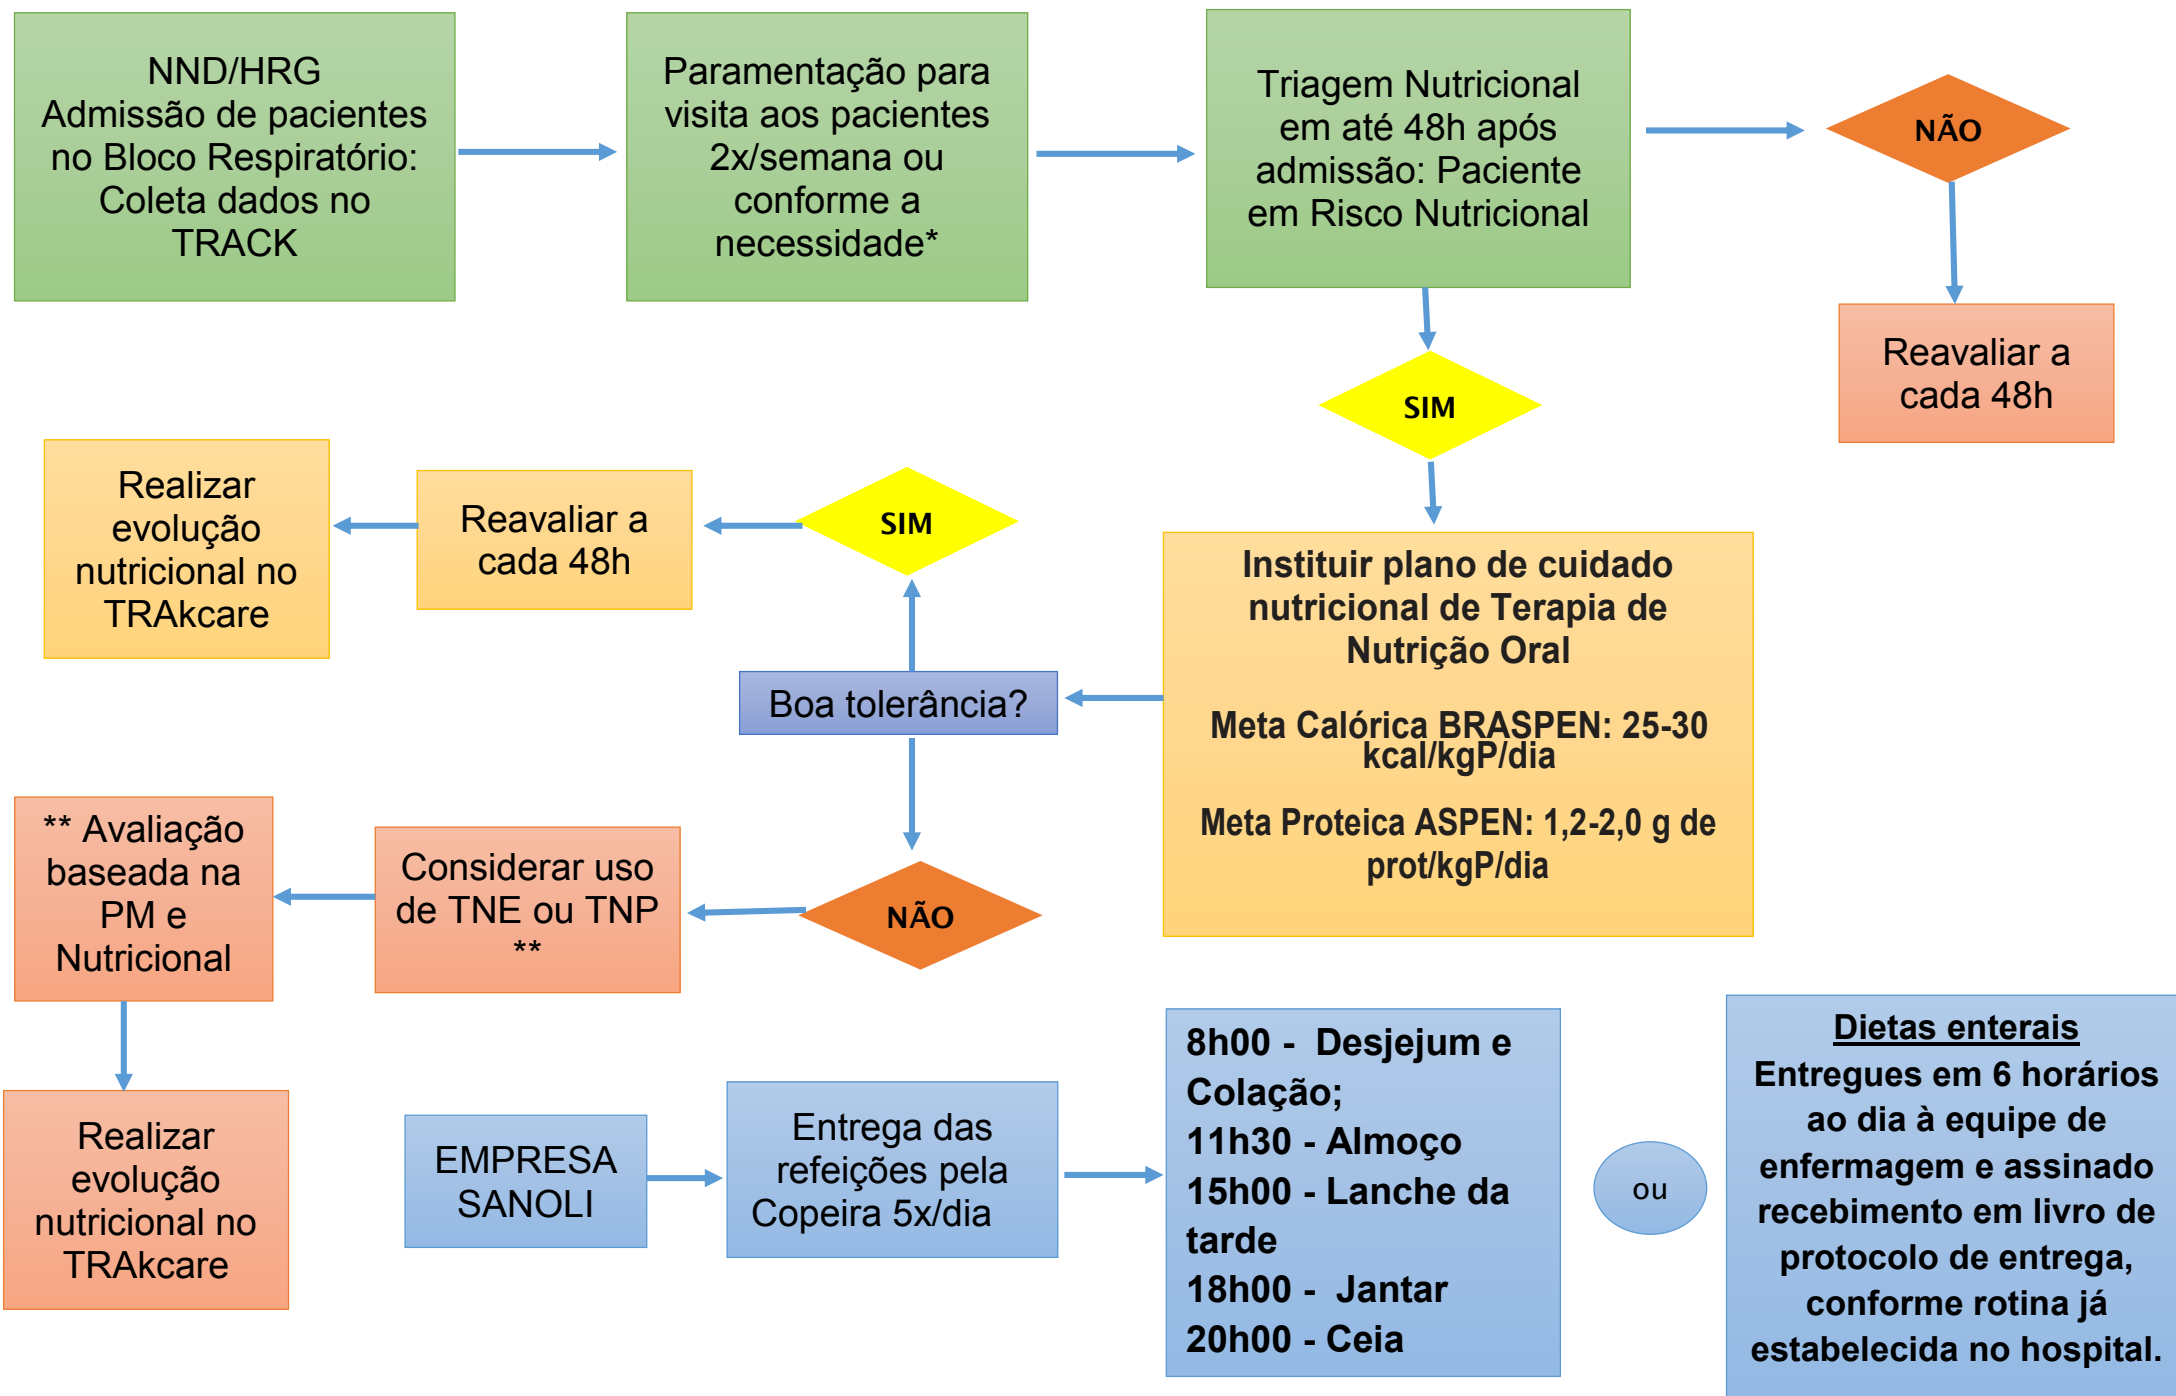 NND/HRG
Admissão de pacientes
no Bloco Respiratório:
Coleta dados no
TRACK
Paramentação para
visita aos pacientes
2x/semana ou
conforme a
necessidade*
Triagem Nutricional
em até 48h após
admissão: Paciente
em Risco Nutricional
NÃO
Reavaliar a
cada 48h
SIM
Realizar
evolução
nutricional no
TRAkcare
Reavaliar a
cada 48h
SIM
Instituir plano de cuidado
nutricional de Terapia de
Nutrição Oral
Meta Calórica BRASPEN: 25-30
kcal/kgP/dia
Meta Proteica ASPEN: 1,2-2,0 g de
prot/kgP/dia
Boa tolerância?
** Avaliação
baseada na
PM e
Nutricional
Considerar uso
de TNE ou TNP
**
NÃO
Realizar
evolução
nutricional no
TRAkcare
EMPRESA
SANOLI
Entrega das
refeições pela
Copeira 5x/dia
8h00 - Desjejum e
Colação;
11h30 - Almoço
15h00 - Lanche da
tarde
18h00 - Jantar
20h00 - Ceia
ou
Dietas enterais
Entregues em 6 horários
ao dia à equipe de
enfermagem e assinado
recebimento em livro de
protocolo de entrega,
conforme rotina já
estabelecida no hospital.